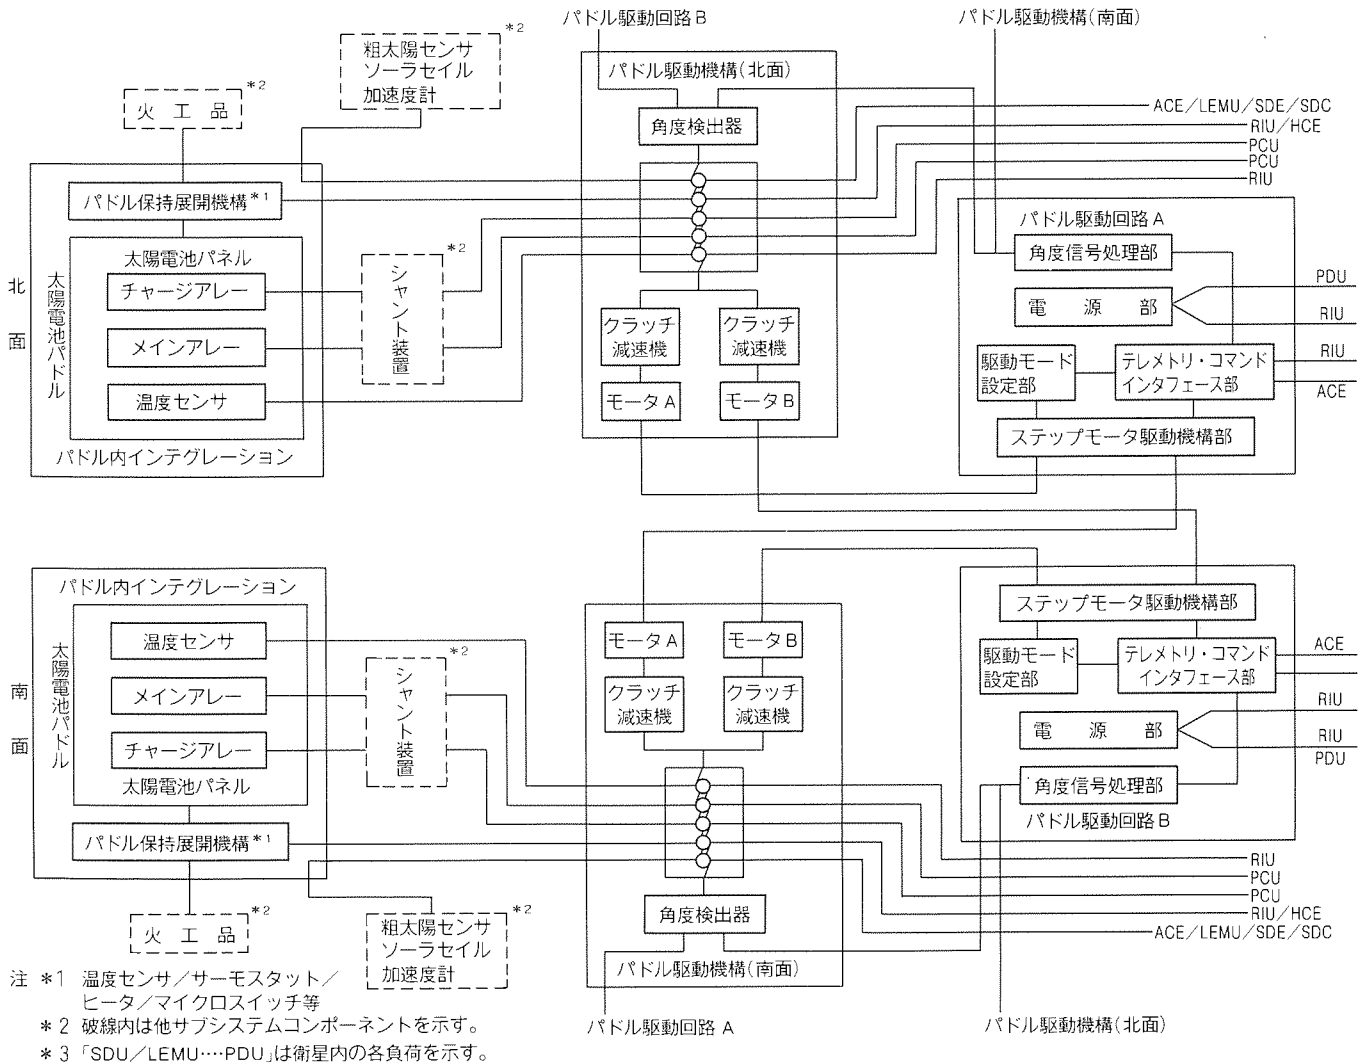 パドル駆動回路B
パドル駆動機構(南面)
*2
粗太陽センサ
ソーラセイル
加速度計
*2
火工品
パドル駆動機構(北面)
角度検出器
ACE/LEMU/SDE/SDC
RIU/HCE
PCU
PCU
RIU
北面
パドル保持展開機構*1
太陽電池パドル
太陽電池パネル
チャージアレー
メインアレー
温度センサ
パドル内インテグレーション
*2
シャント装置
クラッチ
減速機
クラッチ
減速機
モータA
モータB
パドル駆動回路A
角度信号処理部
電源部
PDU
RIU
駆動モード
設定部
テレメトリ・コマンド
インタフェース部
RIU
ACE
ステップモータ駆動機構部
南面
パドル内インテグレーション
太陽電池パドル
温度センサ
メインアレー
チャージアレー
太陽電池パネル
パドル保持展開機構*1
*2
シャント装置
*2
火工品
*2
粗太陽センサ
ソーラセイル
加速度計
モータA
モータB
クラッチ
減速機
クラッチ
減速機
角度検出器
パドル駆動機構(南面)
パドル駆動回路A
ステップモータ駆動機構部
駆動モード
設定部
テレメトリ・コマンド
インタフェース部
ACE
RIU
電源部
RIU
PDU
角度信号処理部
パドル駆動回路B
RIU
PCU
PCU
RIU/HCE
ACE/LEMU/SDE/SDC
パドル駆動機構(北面)
注 *1 温度センサ/サーモスタット/
ヒータ/マイクロスイッチ等
*2 破線内は他サブシステムコンポーネントを示す。
*3 「SDU/LEMU‥‥PDU」は衛星内の各負荷を示す。